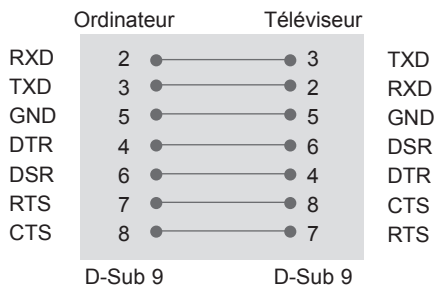 Ordinateur Téléviseur
RXD 2 3 TXD
TXD 3 2 RXD
GND 5 5 GND
DTR 4 6 DSR
DSR 6 4 DTR
RTS 7 8 CTS
CTS 8 7 RTS
D-Sub 9 D-Sub 9